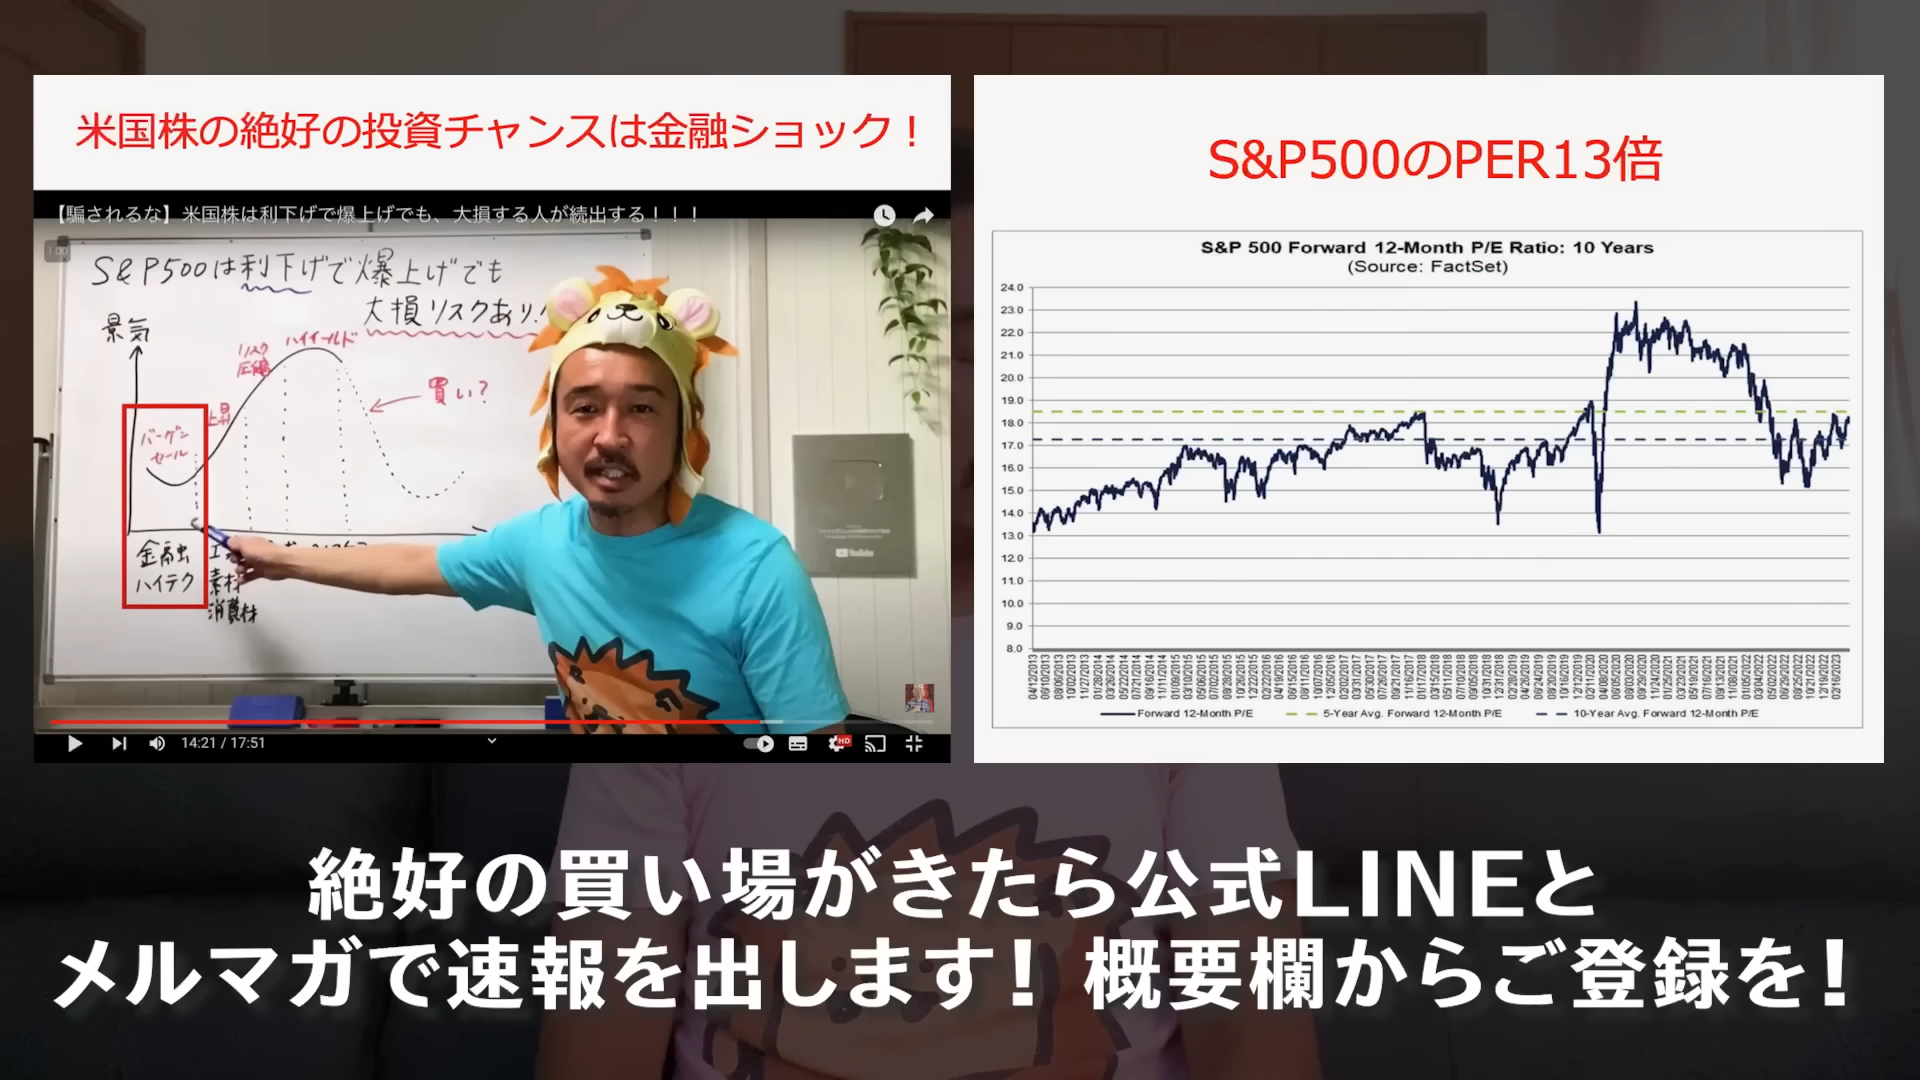 米国株の絶好の投資チャンスは金融ショック！
【騙されるな】米国株は利下げで爆上げでも、大損する人が続出する！！！
1.00
S&P500は利下げで爆上げでも
大損リスクあり！
景気
リスク
圧縮
ハイイールド
上昇
買い？
バーゲン
セール
金融
ハイテク
素材
消費株
YouTube
14:21 / 17:51
HD
S&P500のPER13倍
S&P 500 Forward 12-Month P/E Ratio: 10 Years
(Source: FactSet)
24.0
23.0
22.0
21.0
20.0
19.0
18.0
17.0
16.0
15.0
14.0
13.0
12.0
11.0
10.0
9.0
8.0
Forward 12-Month P/E
5-Year Avg. Forward 12-Month P/E
10-Year Avg. Forward 12-Month P/E
絶好の買い場がきたら公式LINEと
メルマガで速報を出します！ 概要欄からご登録を！